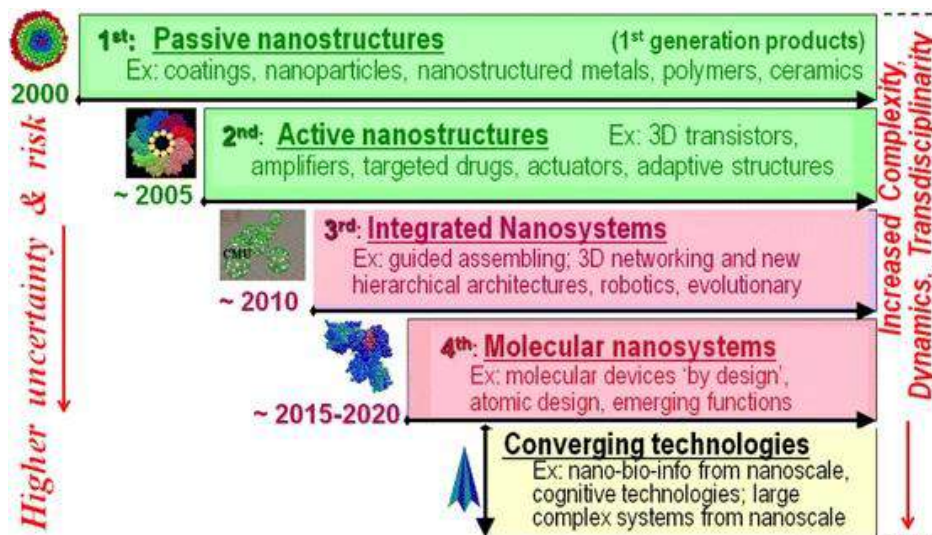 1st: Passive nanostructures (1st generation products)
Ex: coatings, nanoparticles, nanostructured metals, polymers, ceramics
2000
2nd: Active nanostructures Ex: 3D transistors,
amplifiers, targeted drugs, actuators, adaptive structures
~ 2005
CMU
3rd: Integrated Nanosystems
Ex: guided assembling; 3D networking and new
hierarchical architectures, robotics, evolutionary
~ 2010
4th: Molecular nanosystems
Ex: molecular devices ‘by design’,
atomic design, emerging functions
~ 2015-2020
Converging technologies
Ex: nano-bio-info from nanoscale,
cognitive technologies; large
complex systems from nanoscale
Higher uncertainty & risk
Increased Complexity,
Dynamics, Transdisciplinarity